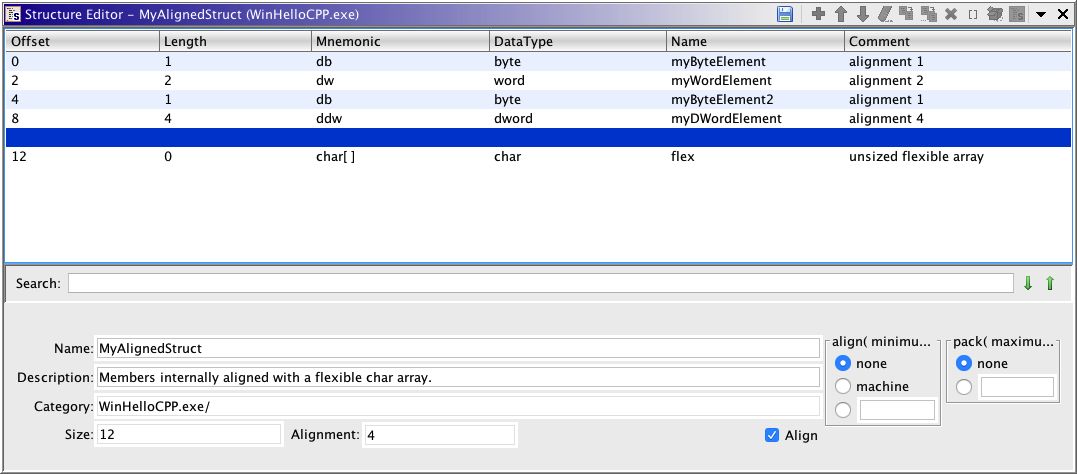 Structure Editor – MyAlignedStruct (WinHelloCPP.exe)
Offset Length Mnemonic DataType Name Comment
0 1 db byte myByteElement alignment 1
2 2 dw word myWordElement alignment 2
4 1 db byte myByteElement2 alignment 1
8 4 ddw dword myDWordElement alignment 4
12 0 char[ ] char flex unsized flexible array
Search:
Name: MyAlignedStruct
Description: Members internally aligned with a flexible char array.
Category: WinHelloCPP.exe/
Size: 12 Alignment: 4 Align
align( minimu...
none
machine
pack( maximu...
none